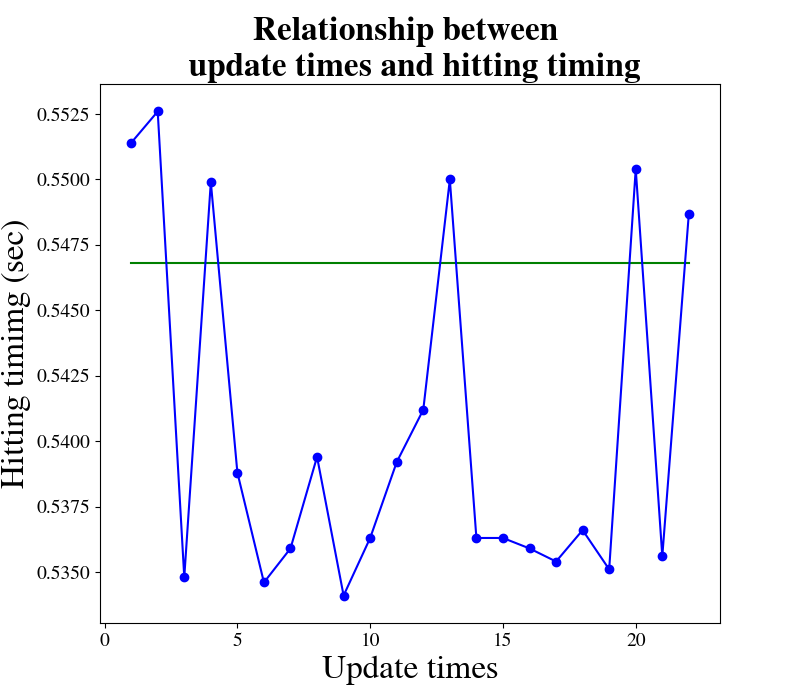 Relationship between
update times and hitting timing
0.5525
0.5500
0.5475
0.5450
0.5425
0.5400
0.5375
0.5350
Hitting timimg (sec)
0 5 10 15 20
Update times